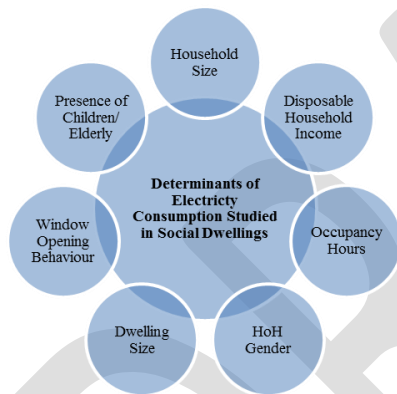 Household
Size
Presence of
Children/
Elderly
Disposable
Household
Income
Determinants of
Electricty
Consumption Studied
in Social Dwellings
Window
Opening
Behaviour
Occupancy
Hours
Dwelling
Size
HoH
Gender